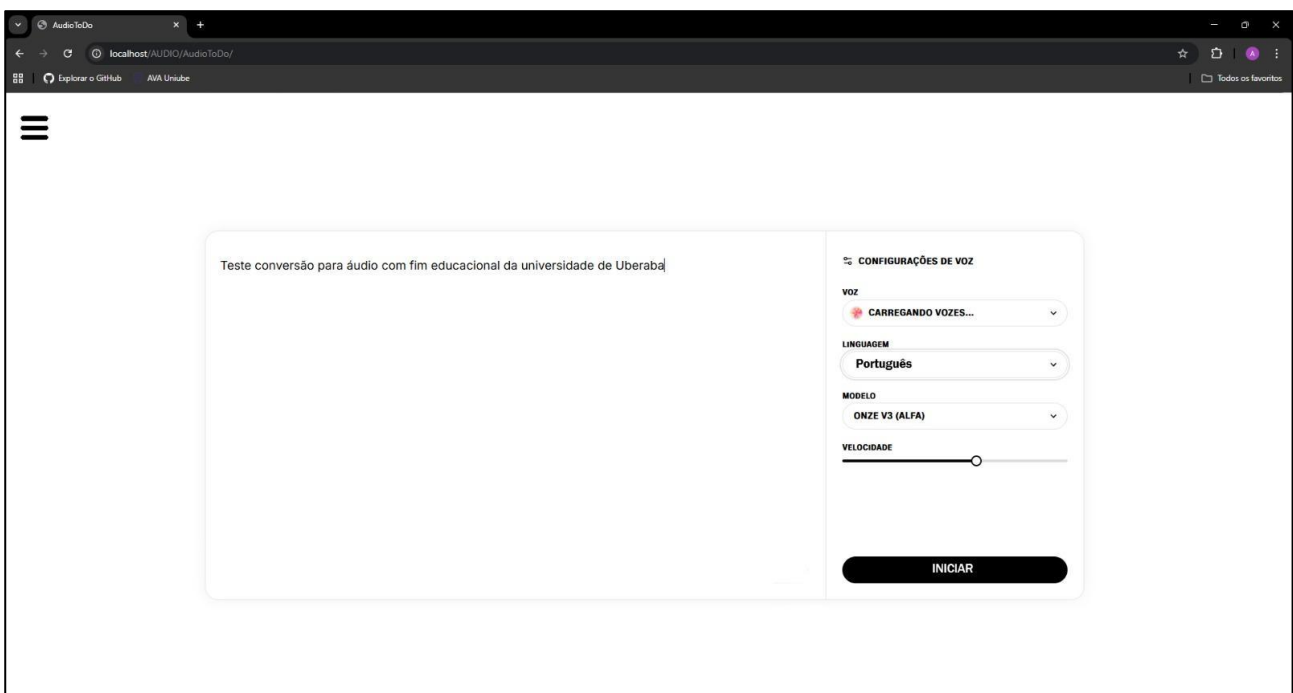 AudioToDo
localhost/AUDIO/AudioToDo/
A
Explorar o GitHub AVA Uniube Todos os favoritos
Teste conversão para áudio com fim educacional da universidade de Uberaba
CONFIGURAÇÕES DE VOZ
VOZ
CARREGANDO VOZES...
LINGUAGEM
Português
MODELO
ONZE V3 (ALFA)
VELOCIDADE
INICIAR